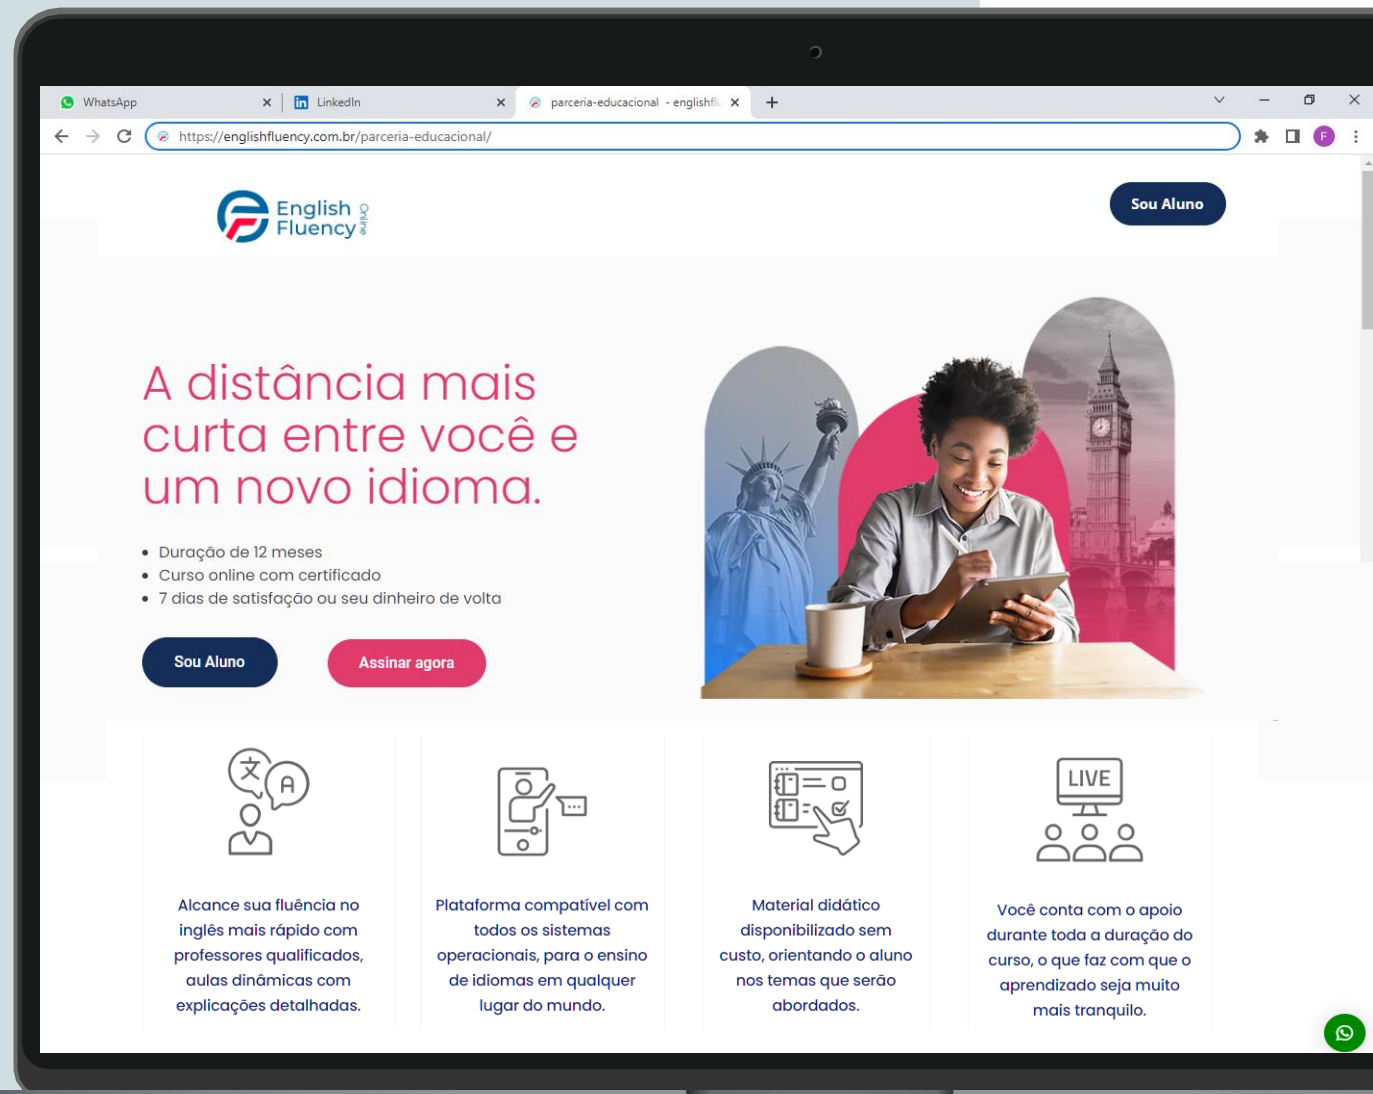 WhatsApp
LinkedIn
parceria-educacional - englishfl
https://englishfluency.com.br/parceria-educacional/
F
English
Fluency
Online
Sou Aluno
A distância mais
curta entre você e
um novo idioma.
Duração de 12 meses
Curso online com certificado
7 dias de satisfação ou seu dinheiro de volta
Sou Aluno
Assinar agora
文
A
LIVE
Alcance sua fluência no
inglês mais rápido com
professores qualificados,
aulas dinâmicas com
explicações detalhadas.
Plataforma compatível com
todos os sistemas
operacionais, para o ensino
de idiomas em qualquer
lugar do mundo.
Material didático
disponibilizado sem
custo, orientando o aluno
nos temas que serão
abordados.
Você conta com o apoio
durante toda a duração do
curso, o que faz com que o
aprendizado seja muito
mais tranquilo.